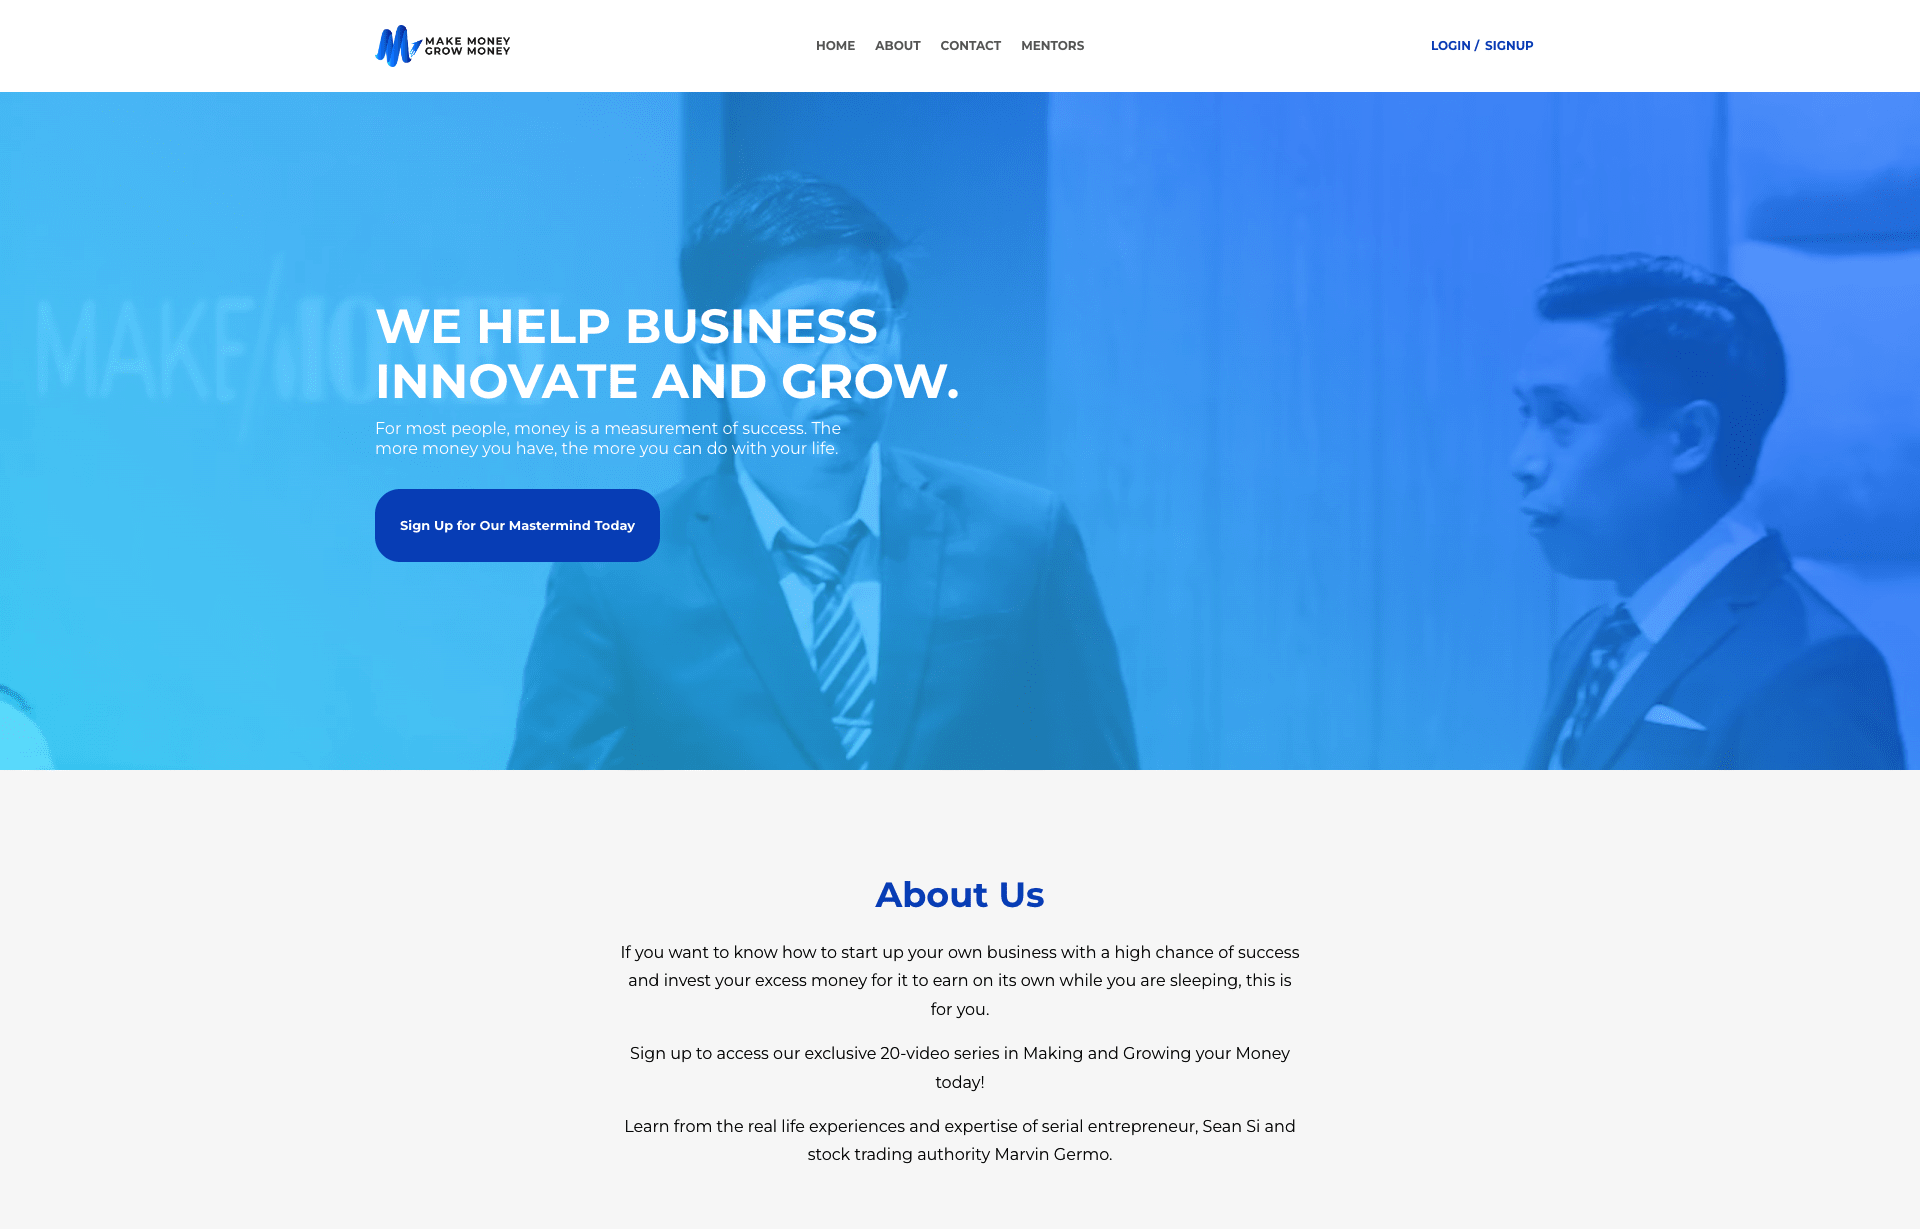 MAKE MONEY
GROW MONEY
HOME ABOUT CONTACT MENTORS
LOGIN / SIGNUP
MAKE MONEY
WE HELP BUSINESS
INNOVATE AND GROW.
For most people, money is a measurement of success. The
more money you have, the more you can do with your life.
Sign Up for Our Mastermind Today
About Us
If you want to know how to start up your own business with a high chance of success
and invest your excess money for it to earn on its own while you are sleeping, this is
for you.
Sign up to access our exclusive 20-video series in Making and Growing your Money
today!
Learn from the real life experiences and expertise of serial entrepreneur, Sean Si and
stock trading authority Marvin Germo.